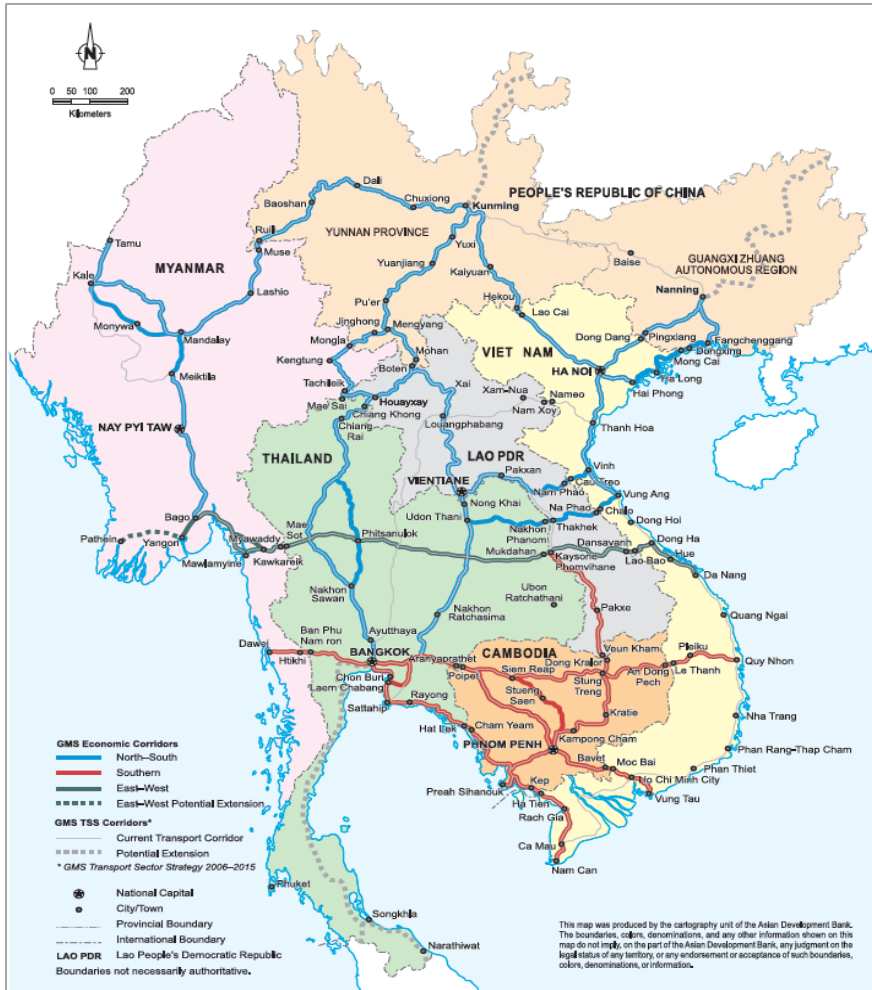 N
0 50 100 200
Kilometers
Dali
Baoshan
Chuxiong
Kunming
PEOPLE'S REPUBLIC OF CHINA
Ruili
YUNNAN PROVINCE
Yuxi
Tamu
Muse
Baise
GUANGXI ZHUANG
AUTONOMOUS REGION
MYANMAR
Yuanjiang
Kaiyuan
Kale
Lashio
Pu'er
Hekou
Nanning
Lao Cai
Monywa
Mandalay
Jinghong
Mengyang
Dong Dang
Pingxiang
Fangchenggang
Dongxing
Mongla
Mohan
VIET NAM
Mong Cai
Kengtung
Boten
HA NOI
Ha Long
Meiktila
Hai Phong
Tachileik
Xai
Xam-Nua
Nameo
Mae Sai
Houayxay
Nam Xoy
Chiang Khong
Louangphabang
Chiang
Rai
Thanh Hoa
NAY PYI TAW
THAILAND
LAO PDR
Pakxan
Vinh
VIENTIANE
Cau Treo
Nam Phao
Vung Ang
Nong Khai
Na Phao
Chalo
Bago
Udon Thani
Dong Hoi
Mae
Sot
Nakhon
Phanom
Thakhek
Pathein
Yangon
Myawaddy
Phitsanulok
Dansavanh
Dong Ha
Mukdahan
Kaysone
Phomvihane
Lao Bao
Hue
Mawlamyine
Kawkareik
Da Nang
Nakhon
Sawan
Ubon
Ratchathani
Nakhon
Ratchasima
Pakxe
Quang Ngai
Ban Phu
Nam ron
Ayutthaya
Dawei
Htikhi
BANGKOK
Aranyaprathet
CAMBODIA
Veun Kham
Pleiku
Dong Kralor
Quy Nhon
Chon Buri
Poipet
Siem Reap
An Dong
Pech
Le Thanh
Laem Chabang
Stung
Treng
Stueng
Saen
Rayong
Sattahip
Kratie
Nha Trang
Hat Lek
Cham Yeam
Kampong Cham
PHNOM PENH
Phan Rang-Thap Cham
Bavet
Moc Bai
Phan Thiet
Kep
Ho Chi Minh
City
Preah Sihanouk
Vung Tau
Ha Tien
Rach Gia
Ca Mau
Nam Can
Phuket
Songkhla
Narathiwat
GMS Economic Corridors
North–South
Southern
East–West
East–West Potential Extension
GMS TSS Corridors*
Current Transport Corridor
Potential Extension
* GMS Transport Sector Strategy 2006–2015
National Capital
City/Town
Provincial Boundary
International Boundary
LAO PDR Lao People's Democratic Republic
Boundaries not necessarily authoritative.
This map was produced by the cartography unit of the Asian Development Bank.
The boundaries, colors, denominations, and any other information shown on this
map do not imply, on the part of the Asian Development Bank, any judgment on the
legal status of any territory, or any endorsement or acceptance of such boundaries,
colors, denominations, or information.